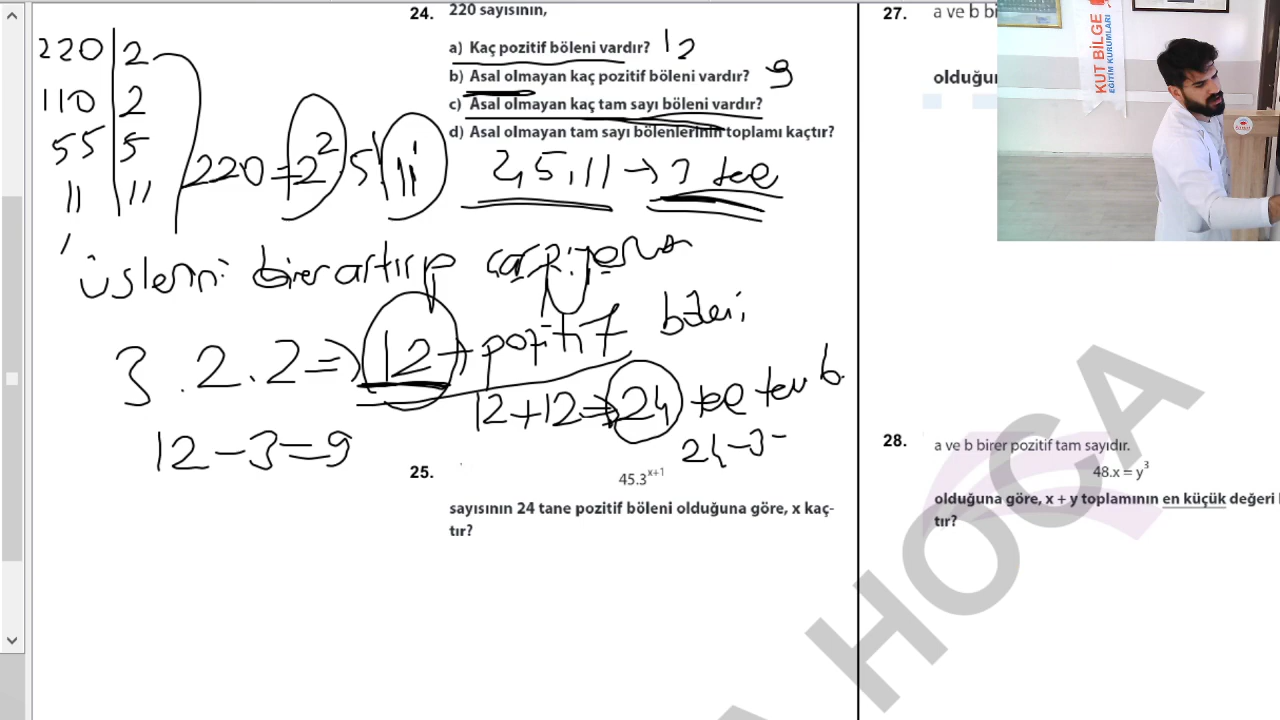 24. 220 sayısının,
a) Kaç pozitif böleni vardır? 12
b) Asal olmayan kaç pozitif böleni vardır? 9
c) Asal olmayan kaç tam sayı böleni vardır?
d) Asal olmayan tam sayı bölenlerinin toplamı kaçtır?
220 2
110 2
55 5
11 11
1
220 = 2² 5 11
2,5,11 → 3 tane
üsleri birer artırıp çarpıyoruz
3 . 2 . 2 ⇒ 12 → pozitif böleni
12+12 ⇒ 24 tane tam b
12 - 3 = 9
24 - 3 -
25. 45.3ˣ⁺¹
sayısının 24 tane pozitif böleni olduğuna göre, x kaç-
tır?
27. a ve b bi
olduğu
28. a ve b birer pozitif tam sayıdır.
48.x = y³
olduğuna göre, x + y toplamının en küçük değeri
tır?
KUT BİLGE
EĞİTİM KURUMLARI
A HOCA